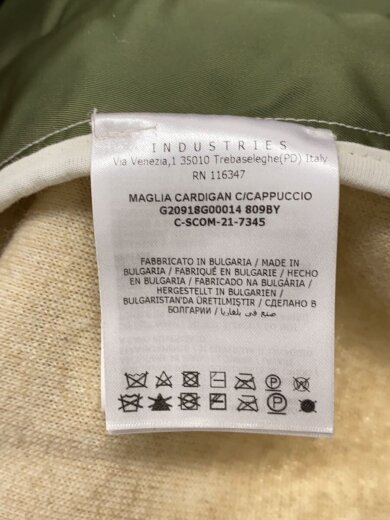 INDUSTRIES
Via Venezia,1 35010 Trebaseleghe(PD) Italy
RN 116347
MAGLIA CARDIGAN C/CAPPUCCIO
G20918G00014 809BY
C-SCOM-21-7345
FABBRICATO IN BULGARIA / MADE IN
BULGARIA / FABRIQUÉ EN BULGARIE / HECHO
EN BULGARIA / FABRICADO NA BULGÁRIA /
HERGESTELLT IN BULGARIEN /
BULGARISTAN'DA ÜRETILMIŞTIR / СДЕЛАНО В
БОЛГАРИИ / صنع في بلغاريا
P W
P